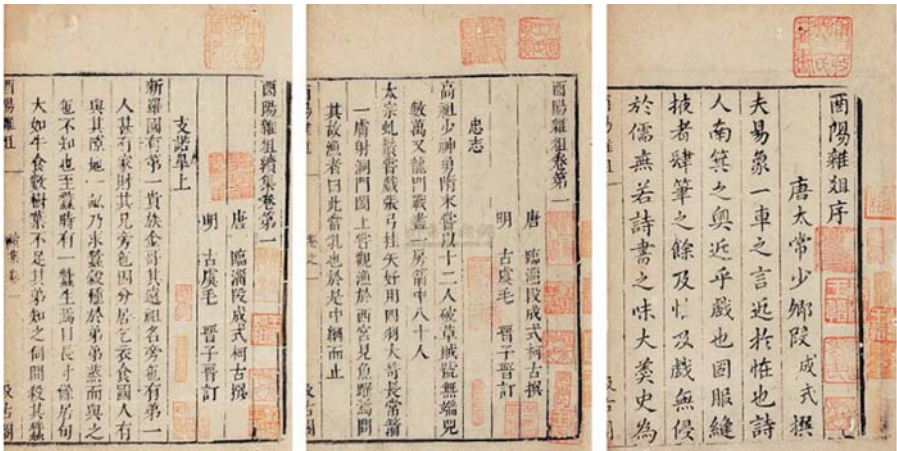 酉陽雜俎序
唐太常少卿段成式撰
夫易象一車之言近於怪也詩
人南箕之奧近乎戲也固服縫
掖者肆筆之餘及怪及戲無侵
於儒無若詩書之味大羹史為
酉陽雜俎卷第一
唐 臨淄段成式柯古撰
明 古虞毛 晉子晉訂
忠志
高祖少神勇隋末嘗以十二人破草賊號無端兒
數萬又龍門戰盡一房箭中八十人
太宗虬鬚嘗戲張弓挂矢好用四羽大笴長常箭
一膚射洞門闔上嘗觀漁於西宮見魚躍焉問
其故漁者曰此當乳也於是中網而止
酉陽雜俎續集卷第一
唐 臨淄段成式柯古撰
明 古虞毛 晉子晉訂
支諾皋上
新羅國有第一貴族金哥其遠祖名旁㐌有弟一
人甚有家財其兄旁㐌因分居乞衣食國人有
與其隙地一畝乃求蠶穀種於弟弟蒸而與之
㐌不知也至蠶時有一蠶生焉日長寸餘居旬
大如牛食數樹葉不足其弟知之伺間殺其蠶